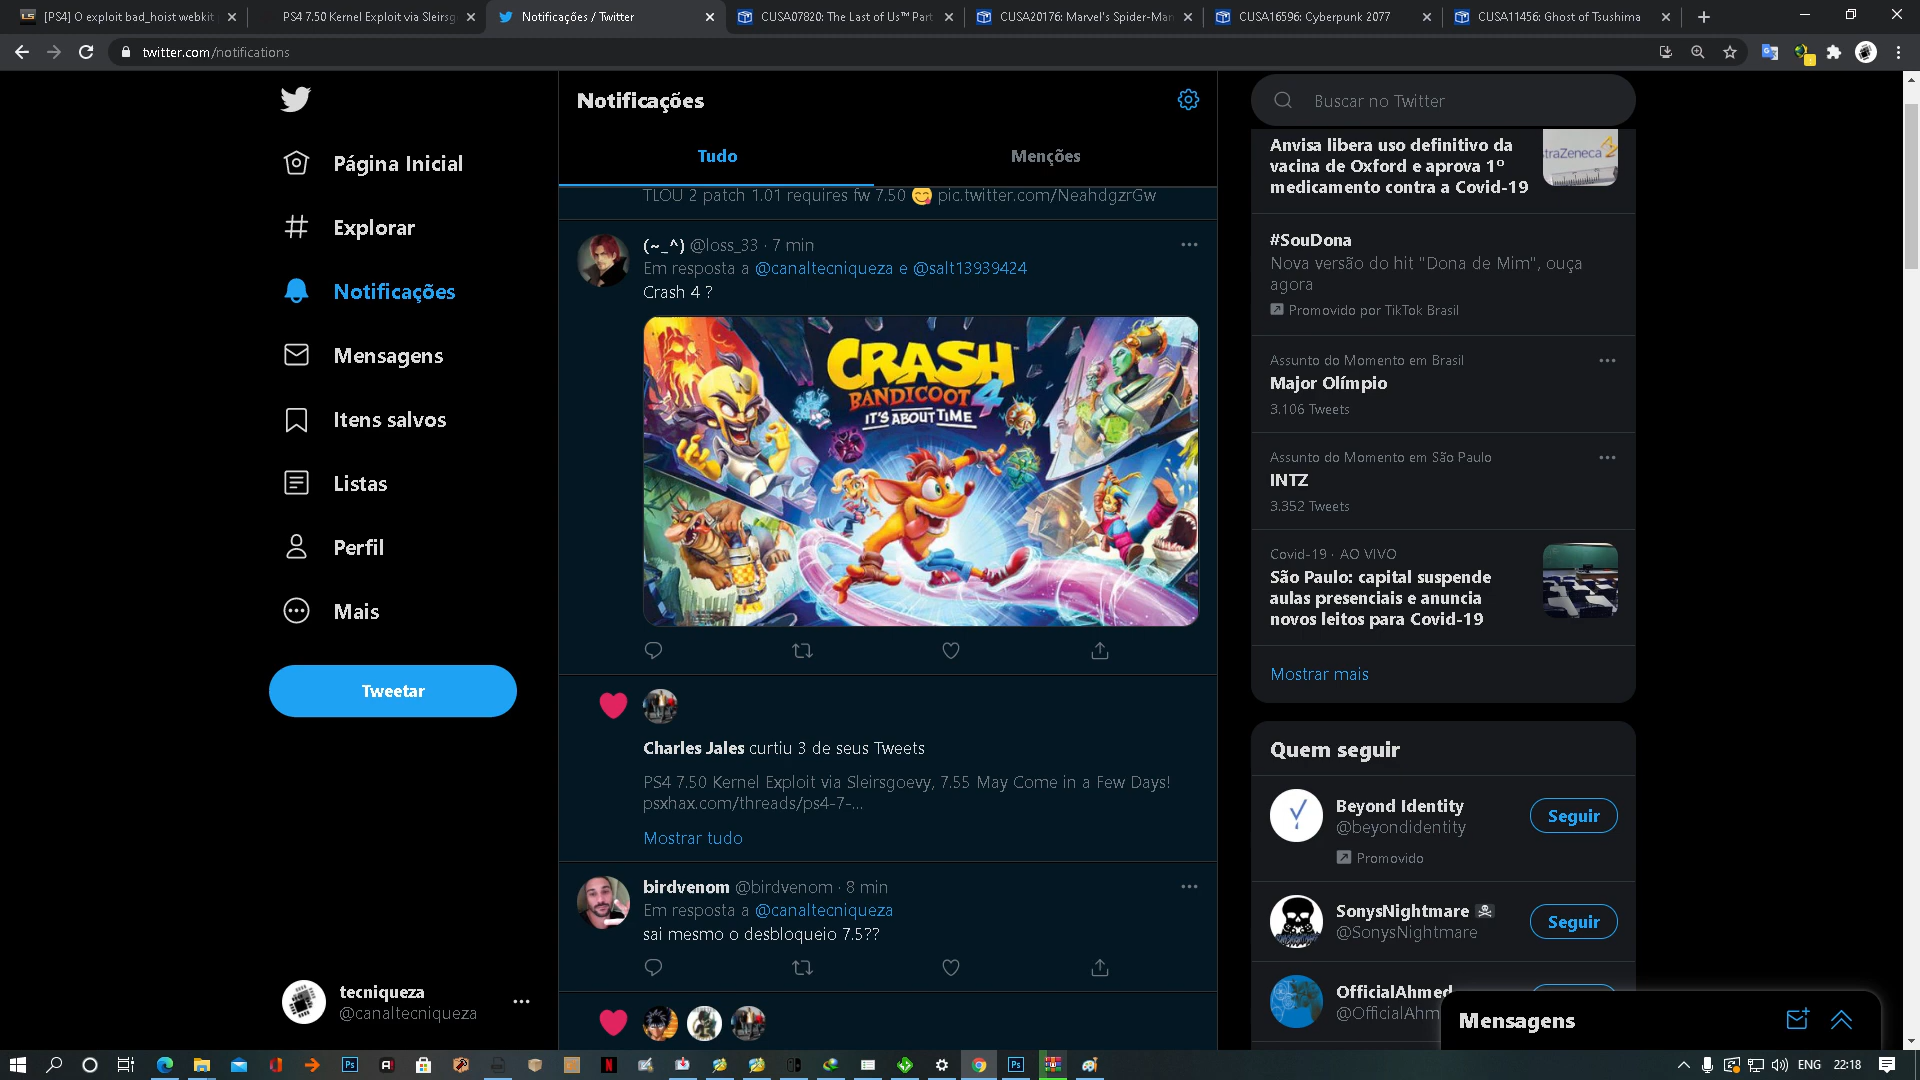 [PS4] O exploit bad_hoist webkit
PS4 7.50 Kernel Exploit via Sleirsg
Notificações / Twitter
CUSA07820: The Last of Us™ Part
CUSA20176: Marvel's Spider-Man
CUSA16596: Cyberpunk 2077
CUSA11456: Ghost of Tsushima
twitter.com/notifications
Página Inicial
Explorar
Notificações
Mensagens
Itens salvos
Listas
Perfil
Mais
Tweetar
tecniqueza
@canaltecniqueza
Notificações
Tudo
Menções
TLOU 2 patch 1.01 requires fw 7.50 😋 pic.twitter.com/NeahdgzrGw
(~_^) @loss_33 · 7 min
Em resposta a @canaltecniqueza e @salt13939424
Crash 4 ?
CRASH
BANDICOOT 4
IT'S ABOUT TIME
Charles Jales curtiu 3 de seus Tweets
PS4 7.50 Kernel Exploit via Sleirsgoevy, 7.55 May Come in a Few Days!
psxhax.com/threads/ps4-7-...
Mostrar tudo
birdvenom @birdvenom · 8 min
Em resposta a @canaltecniqueza
sai mesmo o desbloqueio 7.5??
Buscar no Twitter
Anvisa libera uso definitivo da
vacina de Oxford e aprova 1º
medicamento contra a Covid-19
straZeneca
#SouDona
Nova versão do hit "Dona de Mim", ouça
agora
Promovido por TikTok Brasil
Assunto do Momento em Brasil
Major Olímpio
3.106 Tweets
Assunto do Momento em São Paulo
INTZ
3.352 Tweets
Covid-19 · AO VIVO
São Paulo: capital suspende
aulas presenciais e anuncia
novos leitos para Covid-19
Mostrar mais
Quem seguir
Beyond Identity
@beyondidentity
Seguir
Promovido
SonysNightmare ☠
@SonysNightmare
Seguir
OfficialAhmed
@OfficialAhm
Mensagens
ENG
22:18